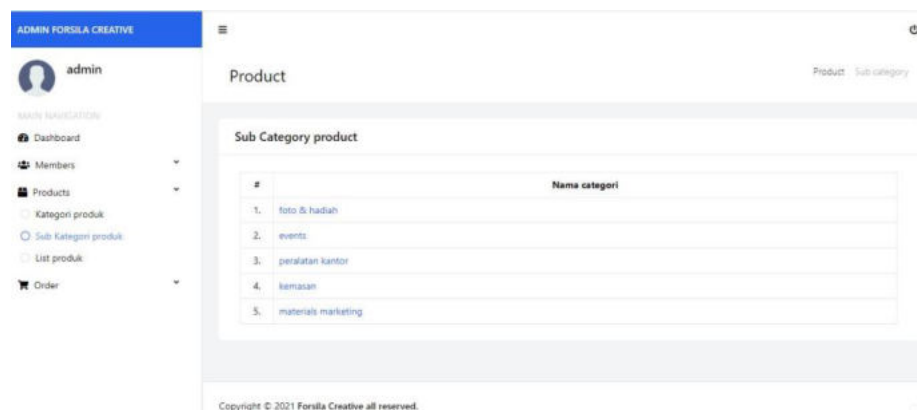 ADMIN FORSILA CREATIVE
admin
MAIN NAVIGATION
Dashboard
Members
Products
Kategori produk
Sub Kategori produk
List produk
Order
Product
Product Sub category
Sub Category product
# Nama categori
1. foto & hadiah
2. events
3. peralatan kantor
4. kemasan
5. materials marketing
Copyright © 2021 Forsila Creative all reserved.